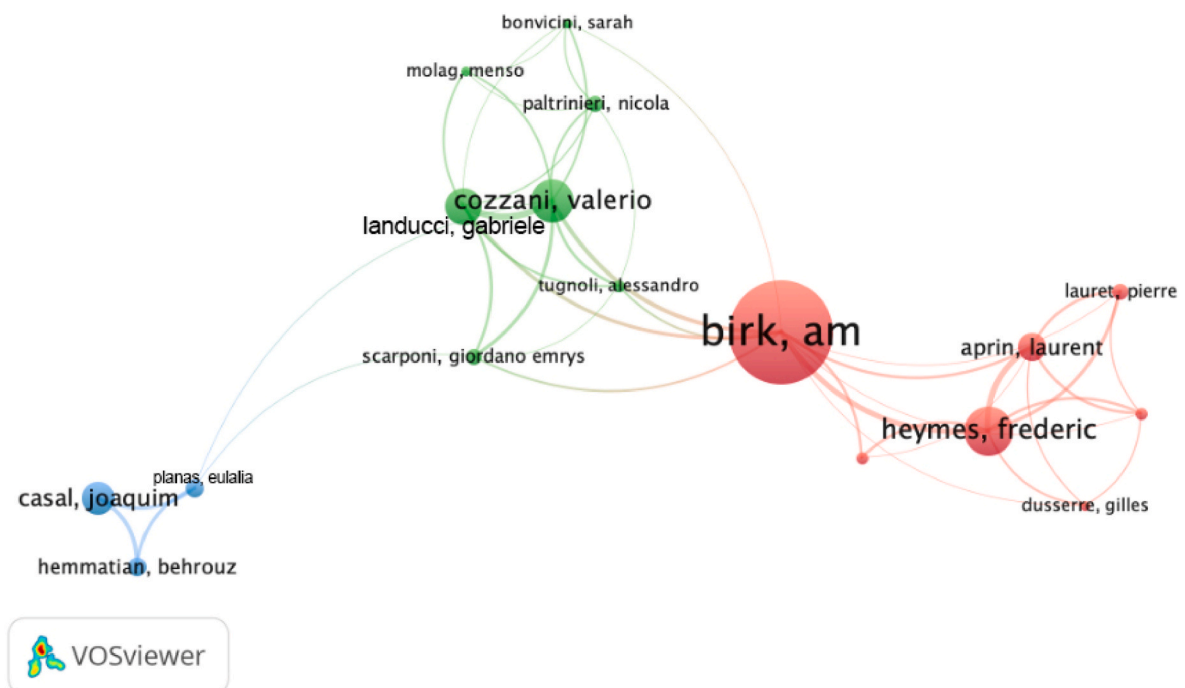 bonvicini, sarah
molag, menso
paltrinieri, nicola
cozzani, valerio
landucci, gabriele
tugnoli, alessandro
lauret, pierre
birk, am
aprin, laurent
scarponi, giordano emrys
heymes, frederic
planas, eulalia
casal, joaquim
dusserre, gilles
hemmatian, behrouz
VOSviewer